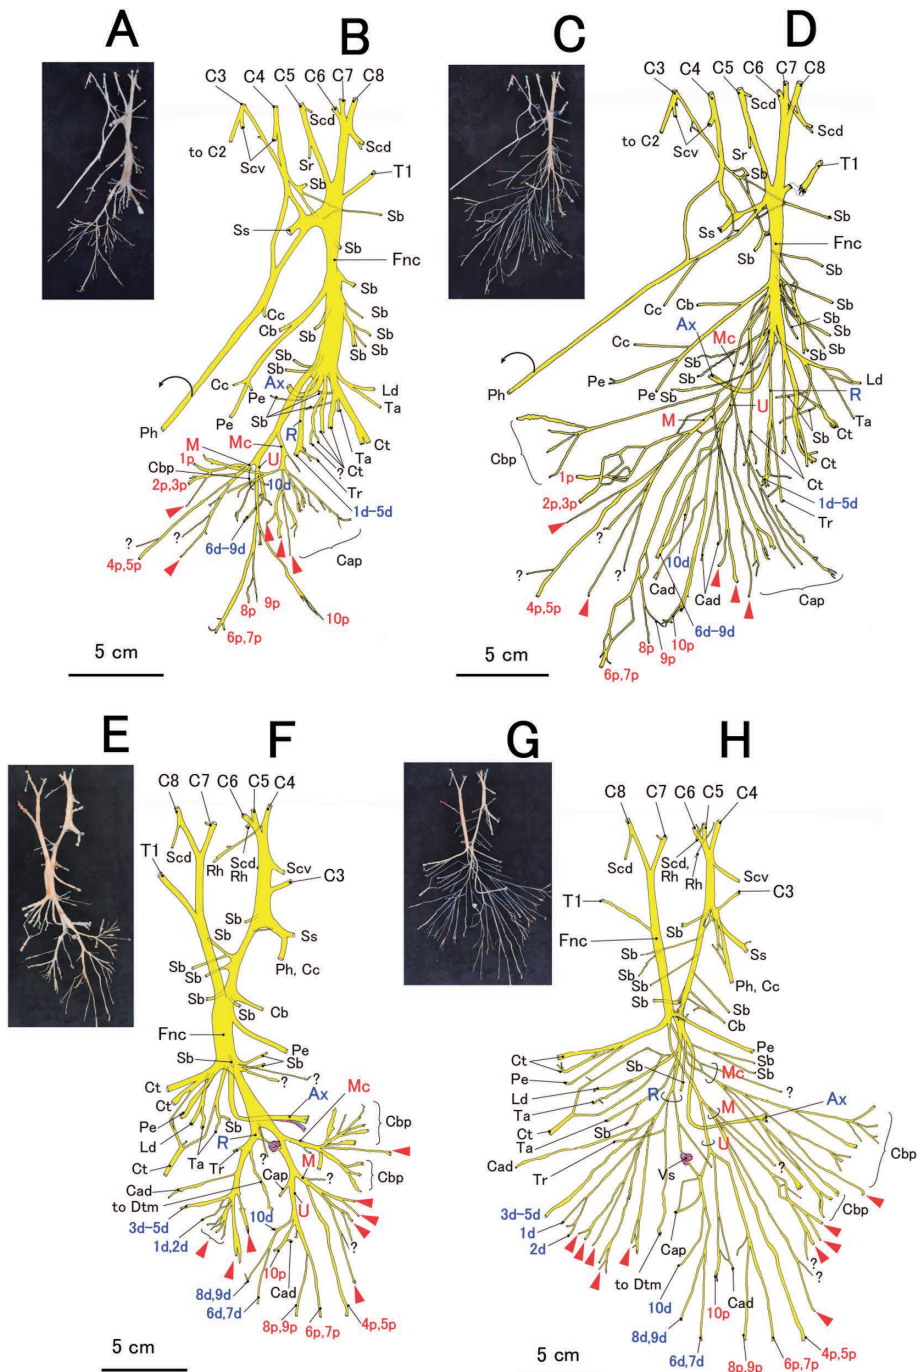 A
B
C3
C4
C5
C6
C7
C8
Scd
Scd
to C2
Scv
Sr
T1
Sb
Sb
Ss
Sb
Fnc
Sb
Cc
Cb
Sb
Sb
Sb
Sb
Sb
Cc
Ax
Pe
Ld
Ta
Pe
Sb
R
Ct
Ph
M
Mc
U
Ta
Ct
?
1p
Cbp
10d
Tr
2p,3p
1d-5d
6d-9d
?
?
4p,5p
Cap
8p
9p
10p
6p,7p
5 cm
C
D
C3
C4
C5
C6
C7
C8
Scd
Scd
to C2
Scv
Sr
Sb
T1
Sb
Ss
Fnc
Sb
Cc
Cb
Sb
Ax
Sb
Sb
Mc
Cc
Sb
Sb
Pe
Sb
Ld
Ph
Pe
Sb
R
M
U
Ta
Cbp
Sb
Ct
Ct
1p
Ct
2p,3p
1d-5d
Tr
?
?
10d
?
4p,5p
Cad
Cad
Cap
6d-9d
8p
10p
9p
6p,7p
5 cm
E
F
C8
C7
C6
C5
C4
T1
Scd
Rh
Scd,
Rh
Scv
C3
Sb
Ss
Sb
Sb
Ph, Cc
Sb
Cb
Fnc
Pe
Sb
Sb
?
Mc
Ct
Ct
Ax
Pe
Sb
Cbp
Ld
R
Ta
Tr
?
M
Ct
Cap
Cbp
Cad
?
to Dtm
U
3d-5d
10d
1d,2d
?
10p
8d,9d
Cad
6d,7d
8p,9p
6p,7p
4p,5p
5 cm
G
H
C8
C7
C6
C5
C4
Scd
Scd,
Rh
Rh
Scv
C3
T1
Sb
Fnc
Ss
Sb
Sb
Ph, Cc
Sb
Sb
Cb
Ct
Pe
Sb
Sb
Pe
Sb
Mc
?
Ld
R
Ta
M
Ax
Ct
Ta
Sb
U
?
Cbp
Cad
Tr
Vs
?
Cbp
3d-5d
Cap
1d
?
2d
to Dtm
?
10d
10p
Cad
8d,9d
6d,7d
8p,9p
6p,7p
4p,5p
5 cm